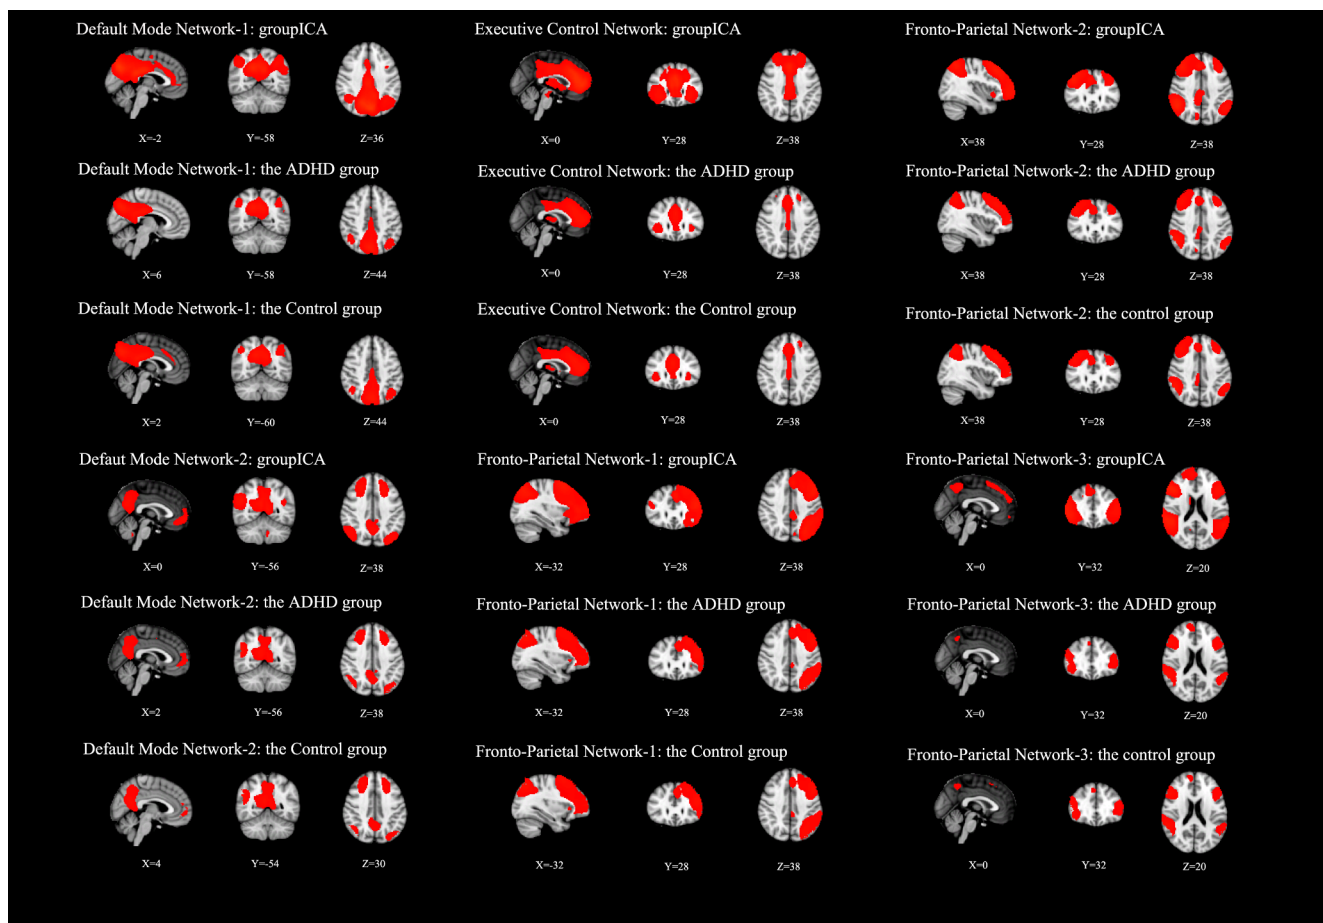 Default Mode Network-1: groupICA
X=-2 Y=-58 Z=36
Default Mode Network-1: the ADHD group
X=6 Y=-58 Z=44
Default Mode Network-1: the Control group
X=2 Y=-60 Z=44
Defaut Mode Network-2: groupICA
X=0 Y=-56 Z=38
Default Mode Network-2: the ADHD group
X=2 Y=-56 Z=38
Default Mode Network-2: the Control group
X=4 Y=-54 Z=30
Executive Control Network: groupICA
X=0 Y=28 Z=38
Executive Control Network: the ADHD group
X=0 Y=28 Z=38
Executive Control Network: the Control group
X=0 Y=28 Z=38
Fronto-Parietal Network-1: groupICA
X=-32 Y=28 Z=38
Fronto-Parietal Network-1: the ADHD group
X=-32 Y=28 Z=38
Fronto-Parietal Network-1: the Control group
X=-32 Y=28 Z=38
Fronto-Parietal Network-2: groupICA
X=38 Y=28 Z=38
Fronto-Parietal Network-2: the ADHD group
X=38 Y=28 Z=38
Fronto-Parietal Network-2: the control group
X=38 Y=28 Z=38
Fronto-Parietal Network-3: groupICA
X=0 Y=32 Z=20
Fronto-Parietal Network-3: the ADHD group
X=0 Y=32 Z=20
Fronto-Parietal Network-3: the control group
X=0 Y=32 Z=20